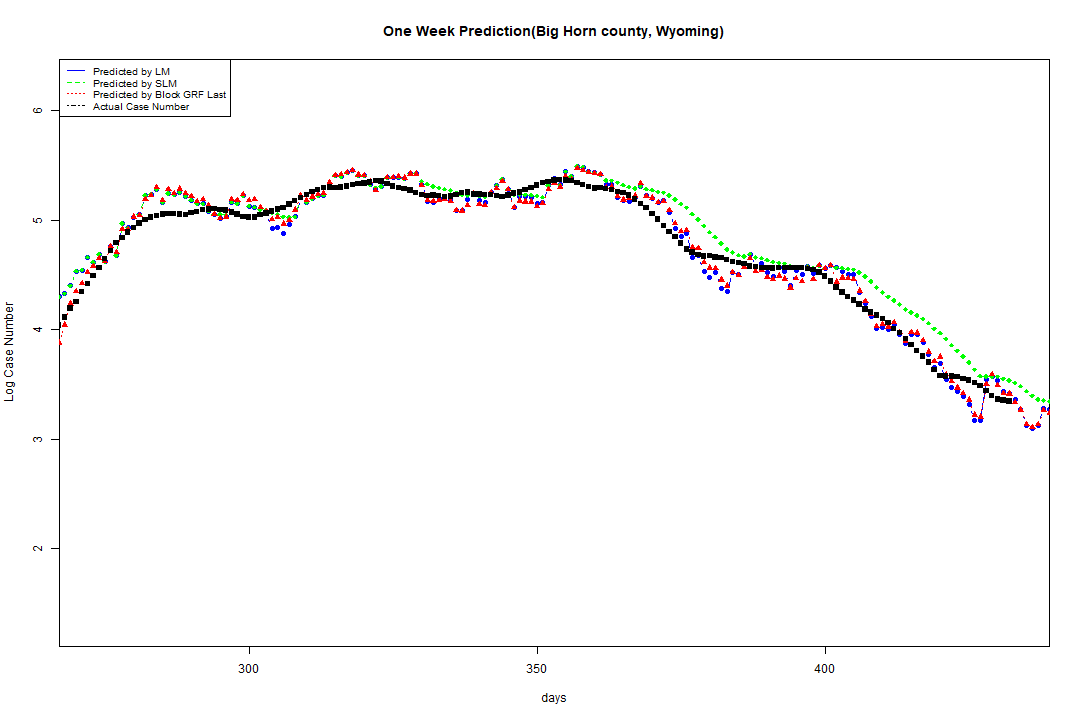 One Week Prediction(Big Horn county, Wyoming)
Predicted by LM
Predicted by SLM
Predicted by Block GRF Last
Actual Case Number
6
5
4
3
2
Log Case Number
300
350
400
days